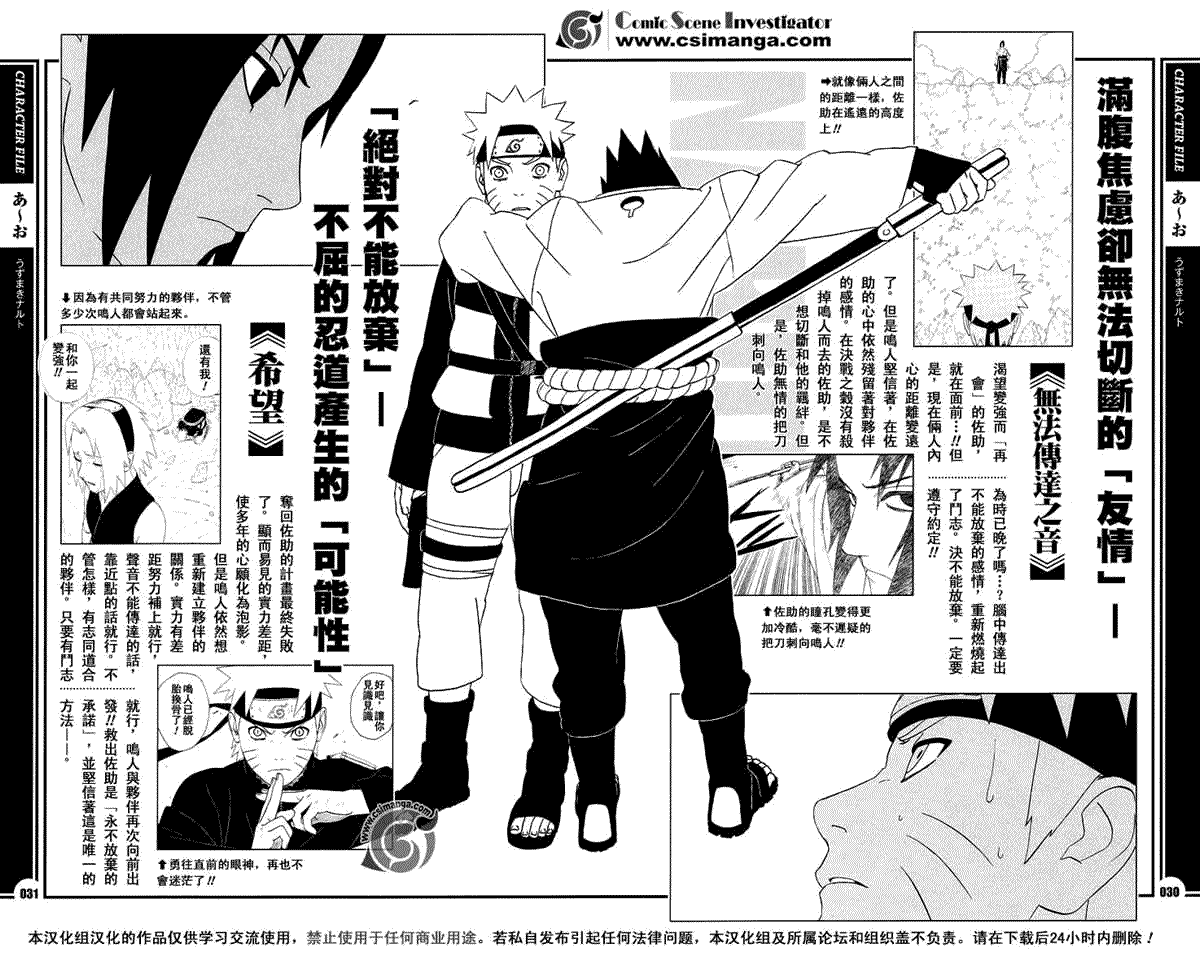 Comic Scene Investigator
www.csimanga.com
CHARACTER FILE
あ～お
うずまきナルト
滿腹焦慮卻無法切斷的「友情」—
➡就像倆人之間
的距離一樣，佐
助在遙遠的高度
上!!
《無法傳達之音》
渴望變強而「再
會」的佐助，
就在面前…!!但
是，現在倆人內
心的距離變遠
了。但是鳴人堅信著，在佐
助的心中依然殘留著對夥伴
的感情。在決戰之穀沒有殺
掉鳴人而去的佐助，是不
想切斷和他的羈絆。但
是，佐助無情的把刀
刺向鳴人。
為時已晚了嗎…?腦中傳達出
不能放棄的感情，重新燃燒起
了鬥志。決不能放棄。一定要
遵守約定!!
⬆佐助的瞳孔變得更
加冷酷，毫不遲疑的
把刀刺向鳴人!!
030
「絕對不能放棄」—
不屈的忍道產生的「可能性」
⬇因為有共同努力的夥伴，不管
多少次鳴人都會站起來。
還有我!
和你一起
變強!!
《希望》
奪回佐助的計畫最終失敗
了。顯而易見的實力差距，
使多年的心願化為泡影。
但是鳴人依然想
重新建立夥伴的
關係。實力有差
距努力補上就行，
聲音不能傳達的話，
靠近點的話就行。不
管怎樣，有志同道合
的夥伴。只要有鬥志
就行，鳴人與夥伴再次向前出
發!!救出佐助是「永不放棄的
承諾」，並堅信著這是唯一的
方法——。
好吧，讓你
見識見識
鳴人已經脫
胎換骨了!
www.csimanga.com
⬆勇往直前的眼神，再也不
會迷茫了!!
CHARACTER FILE
あ～お
うずまきナルト
031
本汉化组汉化的作品仅供学习交流使用，禁止使用于任何商业用途。若私自发布引起任何法律问题，本汉化组及所属论坛和组织盖不负责。请在下载后24小时内删除！